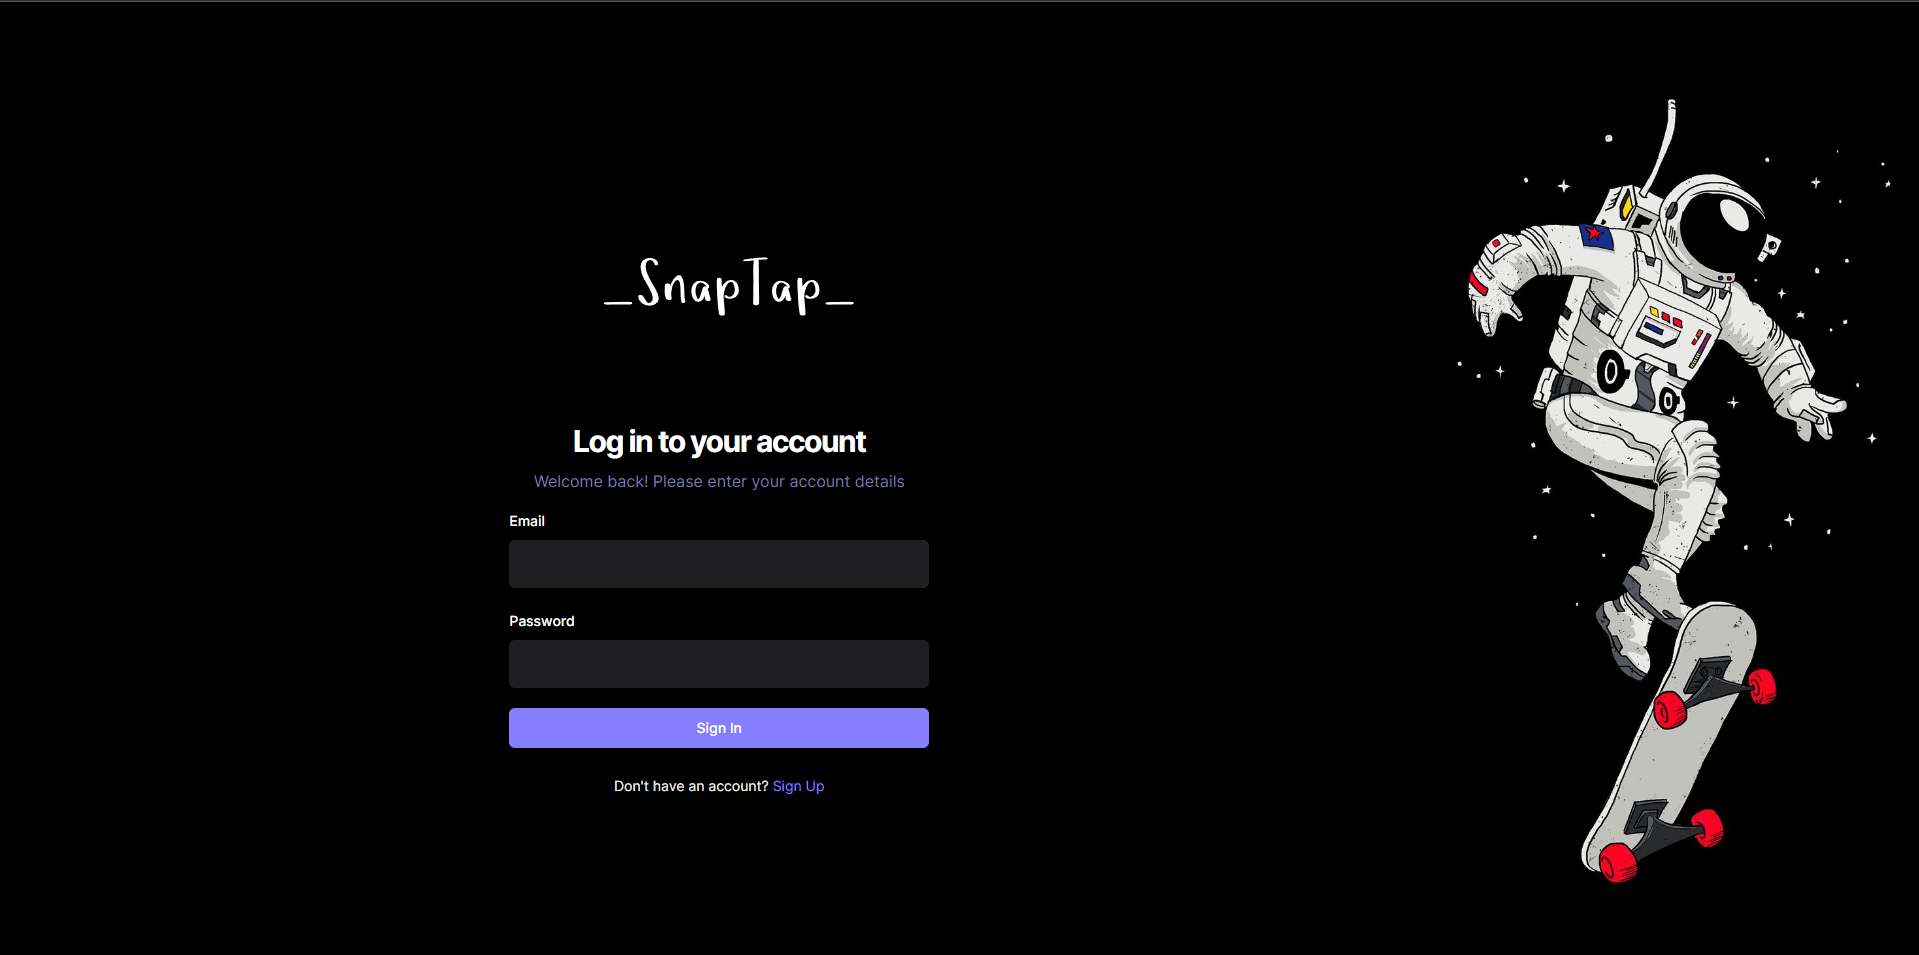 _SnapTap_
Log in to your account
Welcome back! Please enter your account details
Email
Password
Sign In
Don't have an account? Sign Up